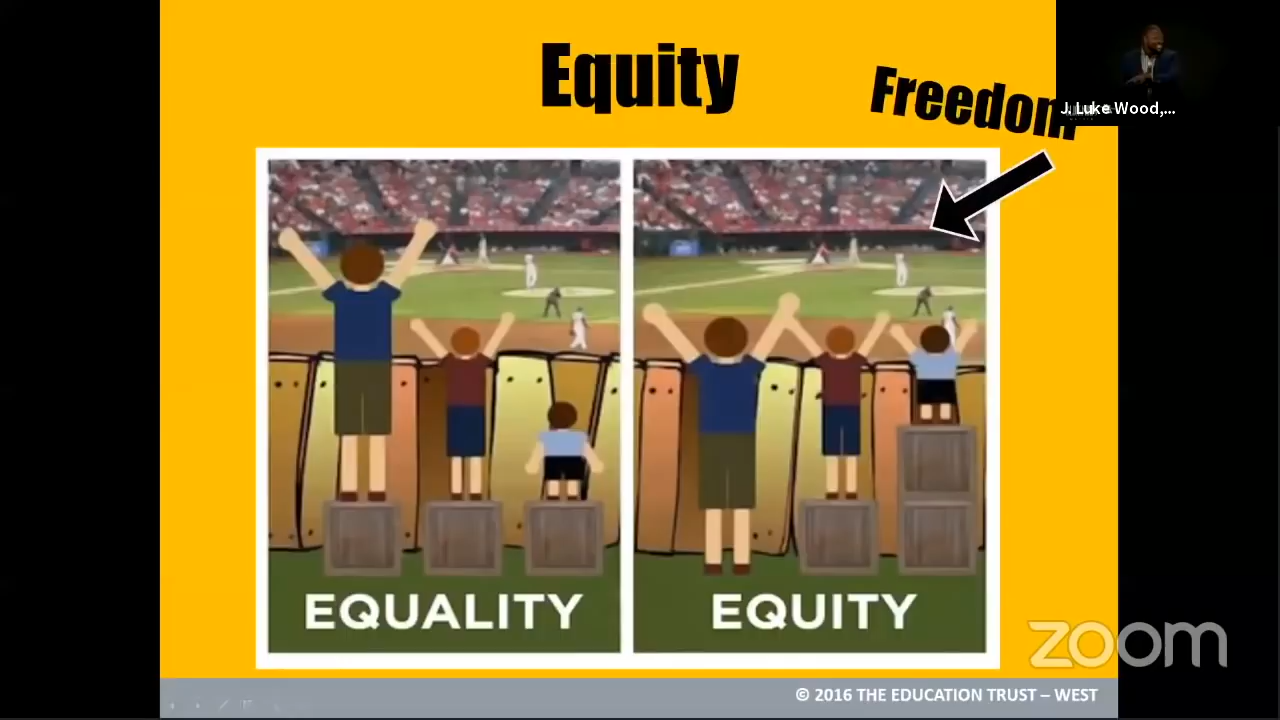 Equity
Freedom
J. Luke Wood,...
EQUALITY
EQUITY
zoom
© 2016 THE EDUCATION TRUST – WEST